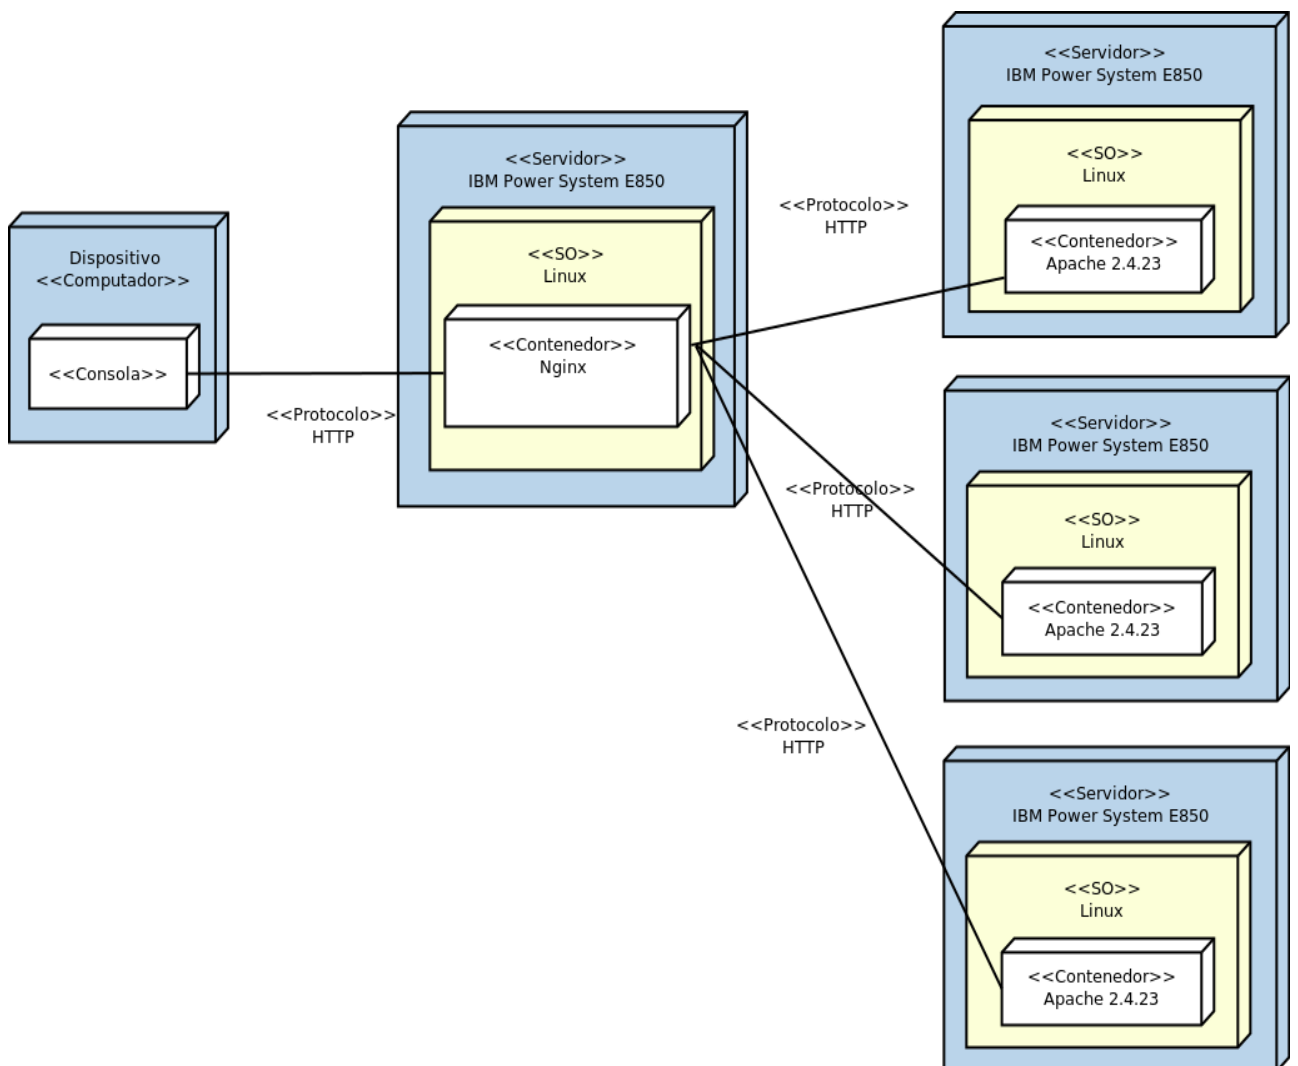 Dispositivo
<<Computador>>
<<Consola>>
<<Protocolo>>
HTTP
<<Servidor>>
IBM Power System E850
<<SO>>
Linux
<<Contenedor>>
Nginx
<<Protocolo>>
HTTP
<<Protocolo>>
HTTP
<<Protocolo>>
HTTP
<<Servidor>>
IBM Power System E850
<<SO>>
Linux
<<Contenedor>>
Apache 2.4.23
<<Servidor>>
IBM Power System E850
<<SO>>
Linux
<<Contenedor>>
Apache 2.4.23
<<Servidor>>
IBM Power System E850
<<SO>>
Linux
<<Contenedor>>
Apache 2.4.23